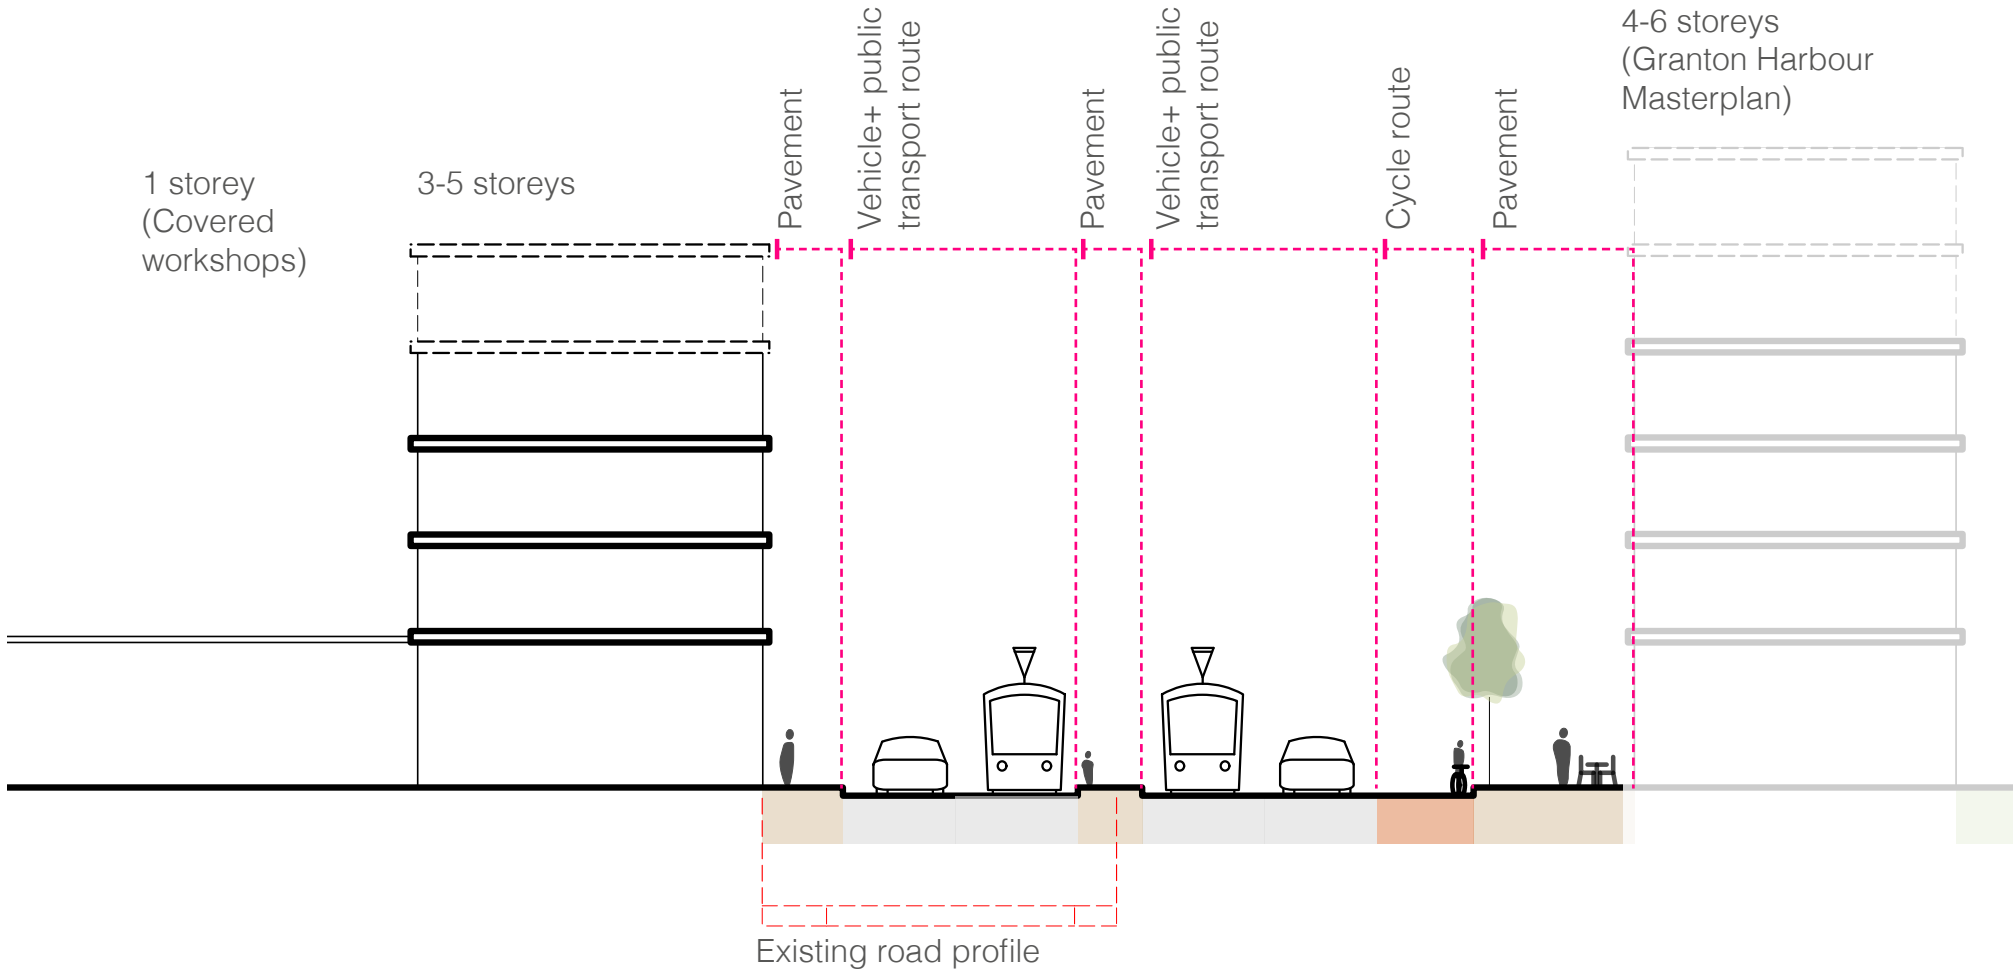 1 storey
(Covered
workshops)
3-5 storeys
Pavement
Vehicle+ public
transport route
Pavement
Vehicle+ public
transport route
Cycle route
Pavement
4-6 storeys
(Granton Harbour
Masterplan)
Existing road profile